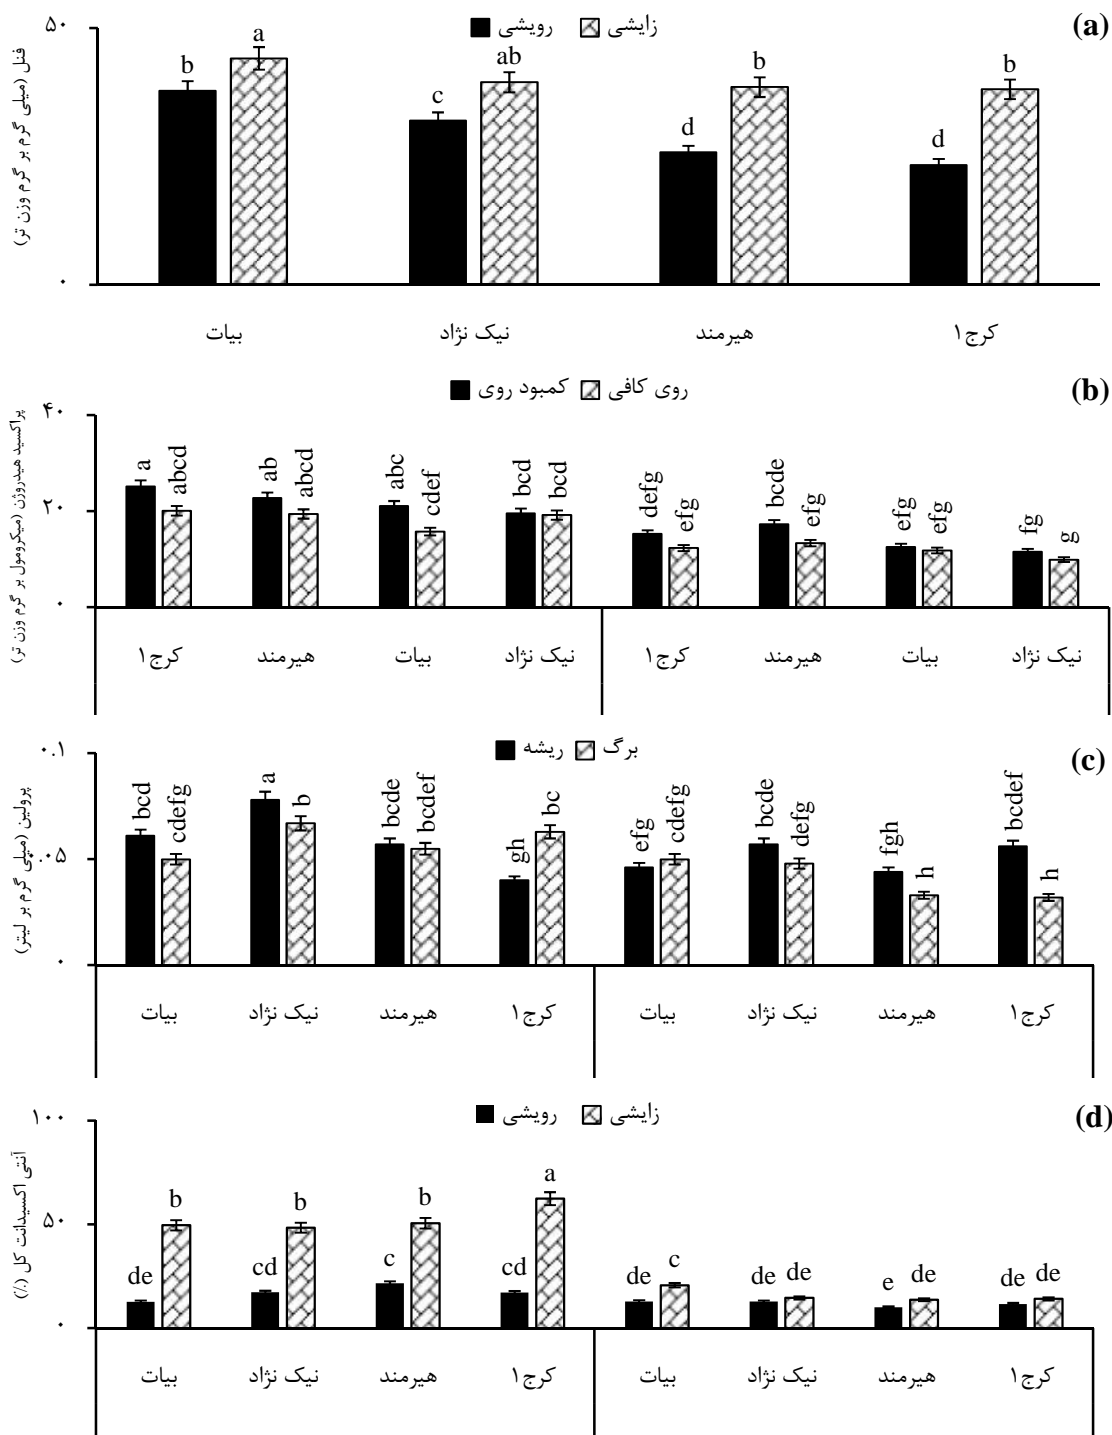 (a)
رویشی زایشی
فنل (میلی گرم بر گرم وزن تر)
۵۰
۰
b a c ab d b d b
بیات نیک نژاد هیرمند کرج۱
(b)
کمبود روی روی کافی
پراکسید هیدروژن (میکرومول بر گرم وزن تر)
۴۰
۲۰
۰
a abcd ab abcd abc cdef bcd bcd defg efg bcde efg efg efg fg g
کرج۱ هیرمند بیات نیک نژاد کرج۱ هیرمند بیات نیک نژاد
(c)
ریشه برگ
پرولین (میلی گرم بر لیتر)
۰.۱
۰.۰۵
۰
bcd cdefg a b bcde bcdef gh bc efg cdefg bcde defg fgh h bcdef h
بیات نیک نژاد هیرمند کرج۱ بیات نیک نژاد هیرمند کرج۱
(d)
رویشی زایشی
آنتی اکسیدانت کل (٪)
۱۰۰
۵۰
۰
de b cd b c b cd a de c de de e de de de
بیات نیک نژاد هیرمند کرج۱ بیات نیک نژاد هیرمند کرج۱